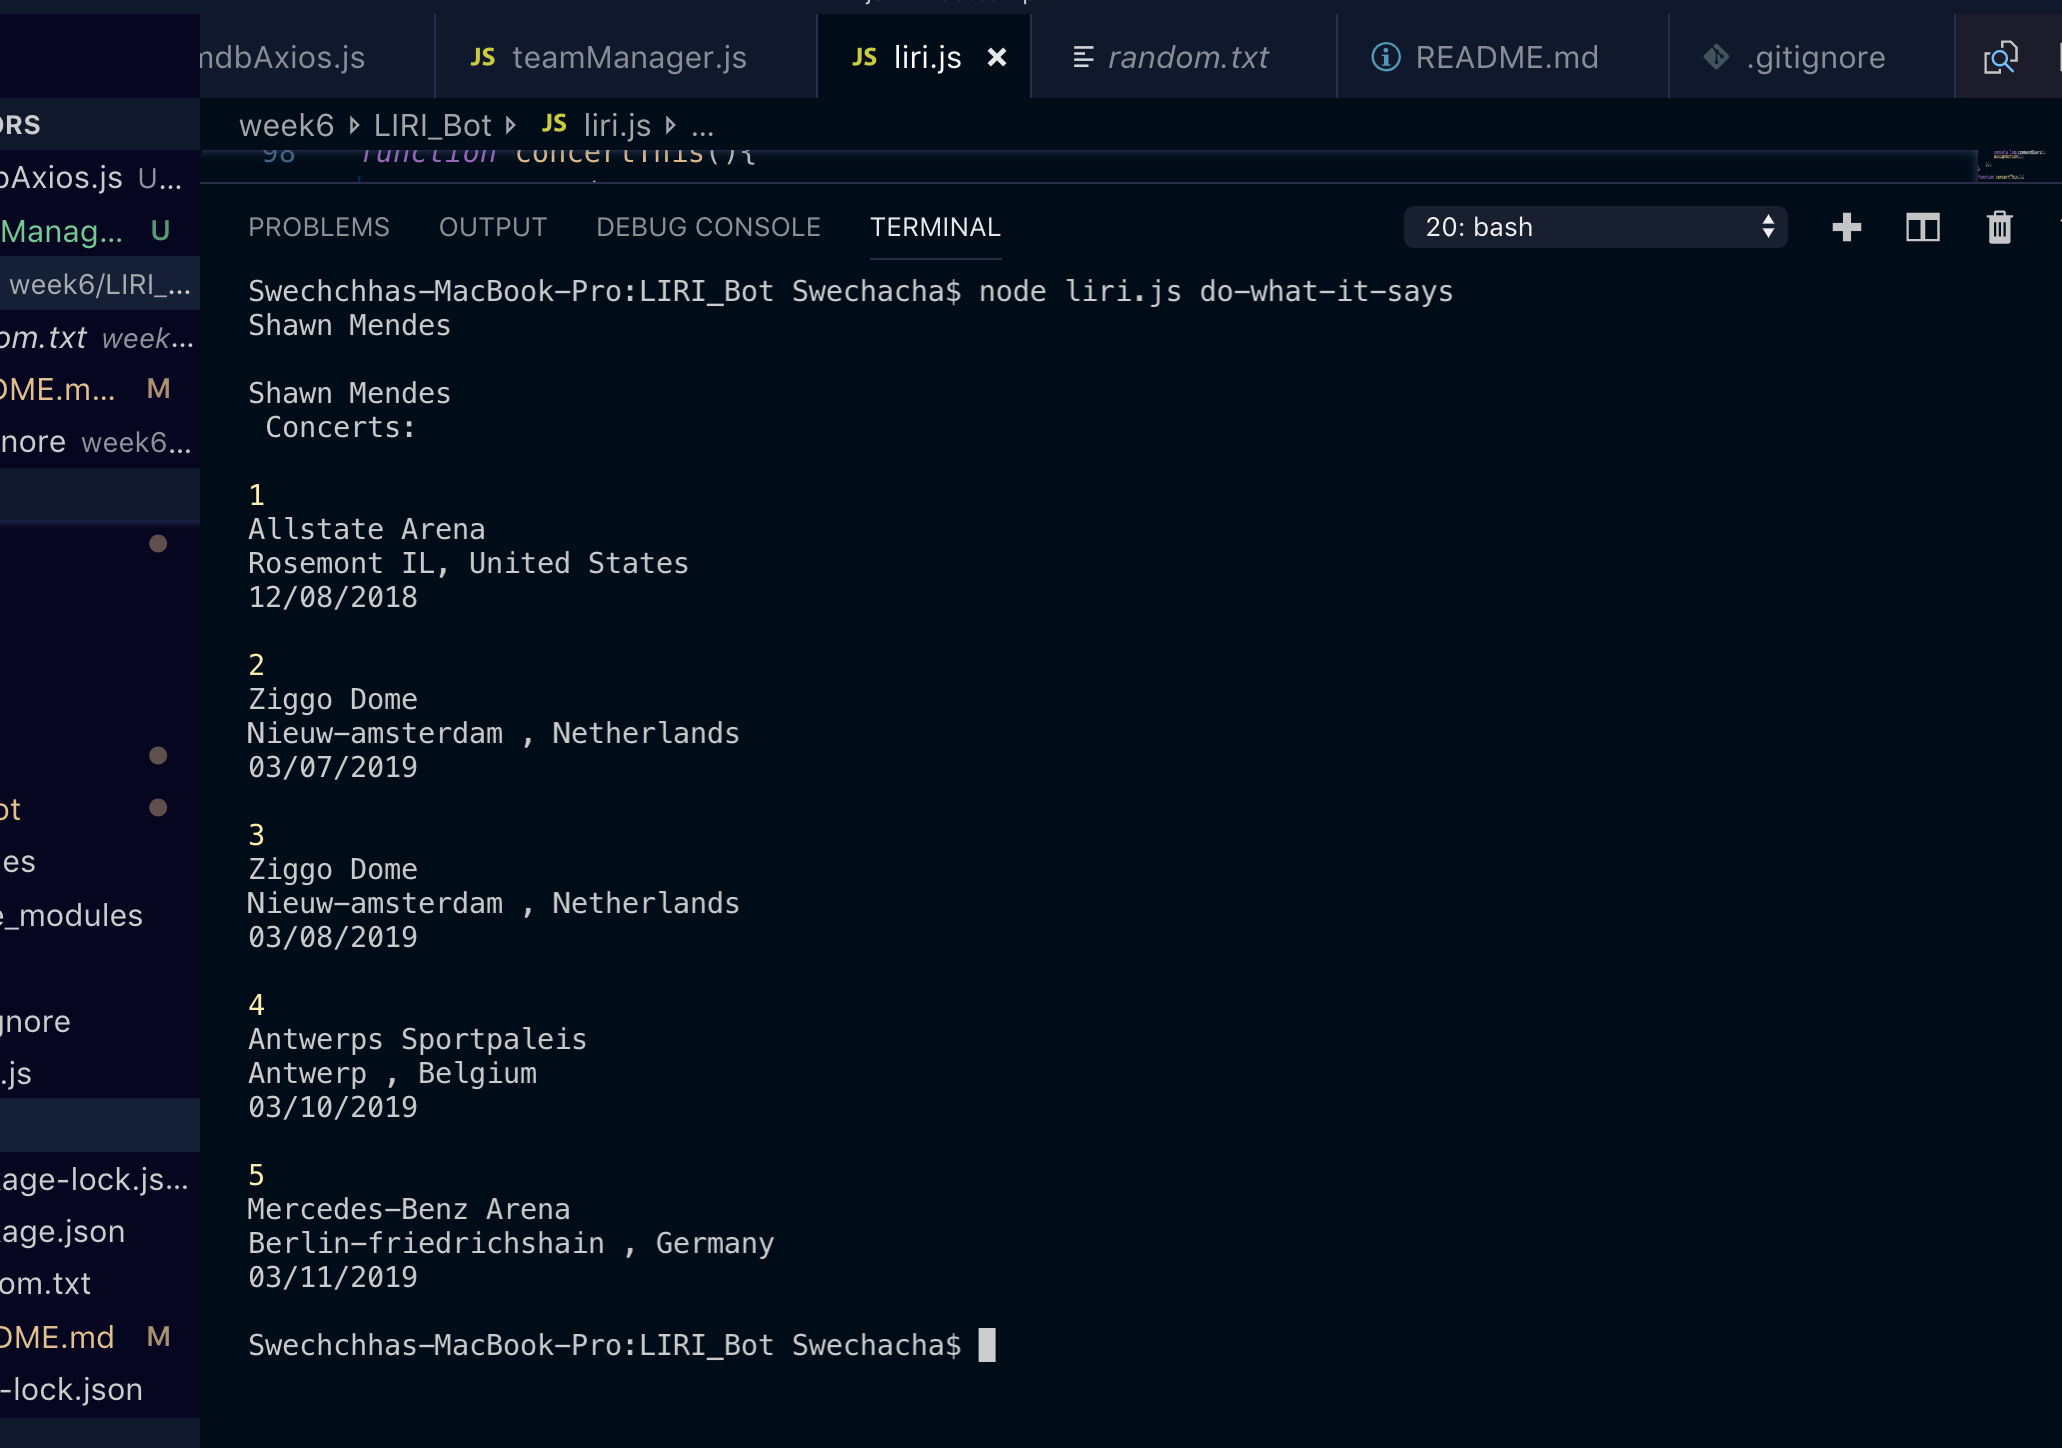 mdbAxios.js
JS teamManager.js
JS liri.js ×
random.txt
README.md
.gitignore
ORS
week6 LIRI_Bot JS liri.js ...
98 function concertThis(){
bAxios.js U...
Manag... U
week6/LIRI_...
om.txt week...
DME.m... M
nore week6...
ot
es
e_modules
gnore
.js
age-lock.js...
age.json
om.txt
DME.md M
-lock.json
PROBLEMS OUTPUT DEBUG CONSOLE TERMINAL 20: bash
Swechchhas-MacBook-Pro:LIRI_Bot Swechacha$ node liri.js do-what-it-says
Shawn Mendes
Shawn Mendes
Concerts:
1
Allstate Arena
Rosemont IL, United States
12/08/2018
2
Ziggo Dome
Nieuw-amsterdam , Netherlands
03/07/2019
3
Ziggo Dome
Nieuw-amsterdam , Netherlands
03/08/2019
4
Antwerps Sportpaleis
Antwerp , Belgium
03/10/2019
5
Mercedes-Benz Arena
Berlin-friedrichshain , Germany
03/11/2019
Swechchhas-MacBook-Pro:LIRI_Bot Swechacha$